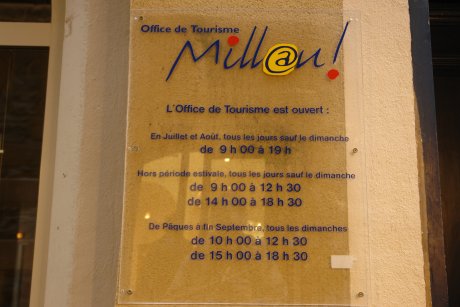 Office de Tourisme
Mill@u!
L'Office de Tourisme est ouvert :
En Juillet et Août, tous les jours sauf le dimanche
de 9 h 00 à 19 h
Hors période estivale, tous les jours sauf le dimanche
de 9 h 00 à 12 h 30
de 14 h 00 à 18 h 30
De Pâques à fin Septembre, tous les dimanches
de 10 h 00 à 12 h 30
de 15 h 00 à 18 h 30